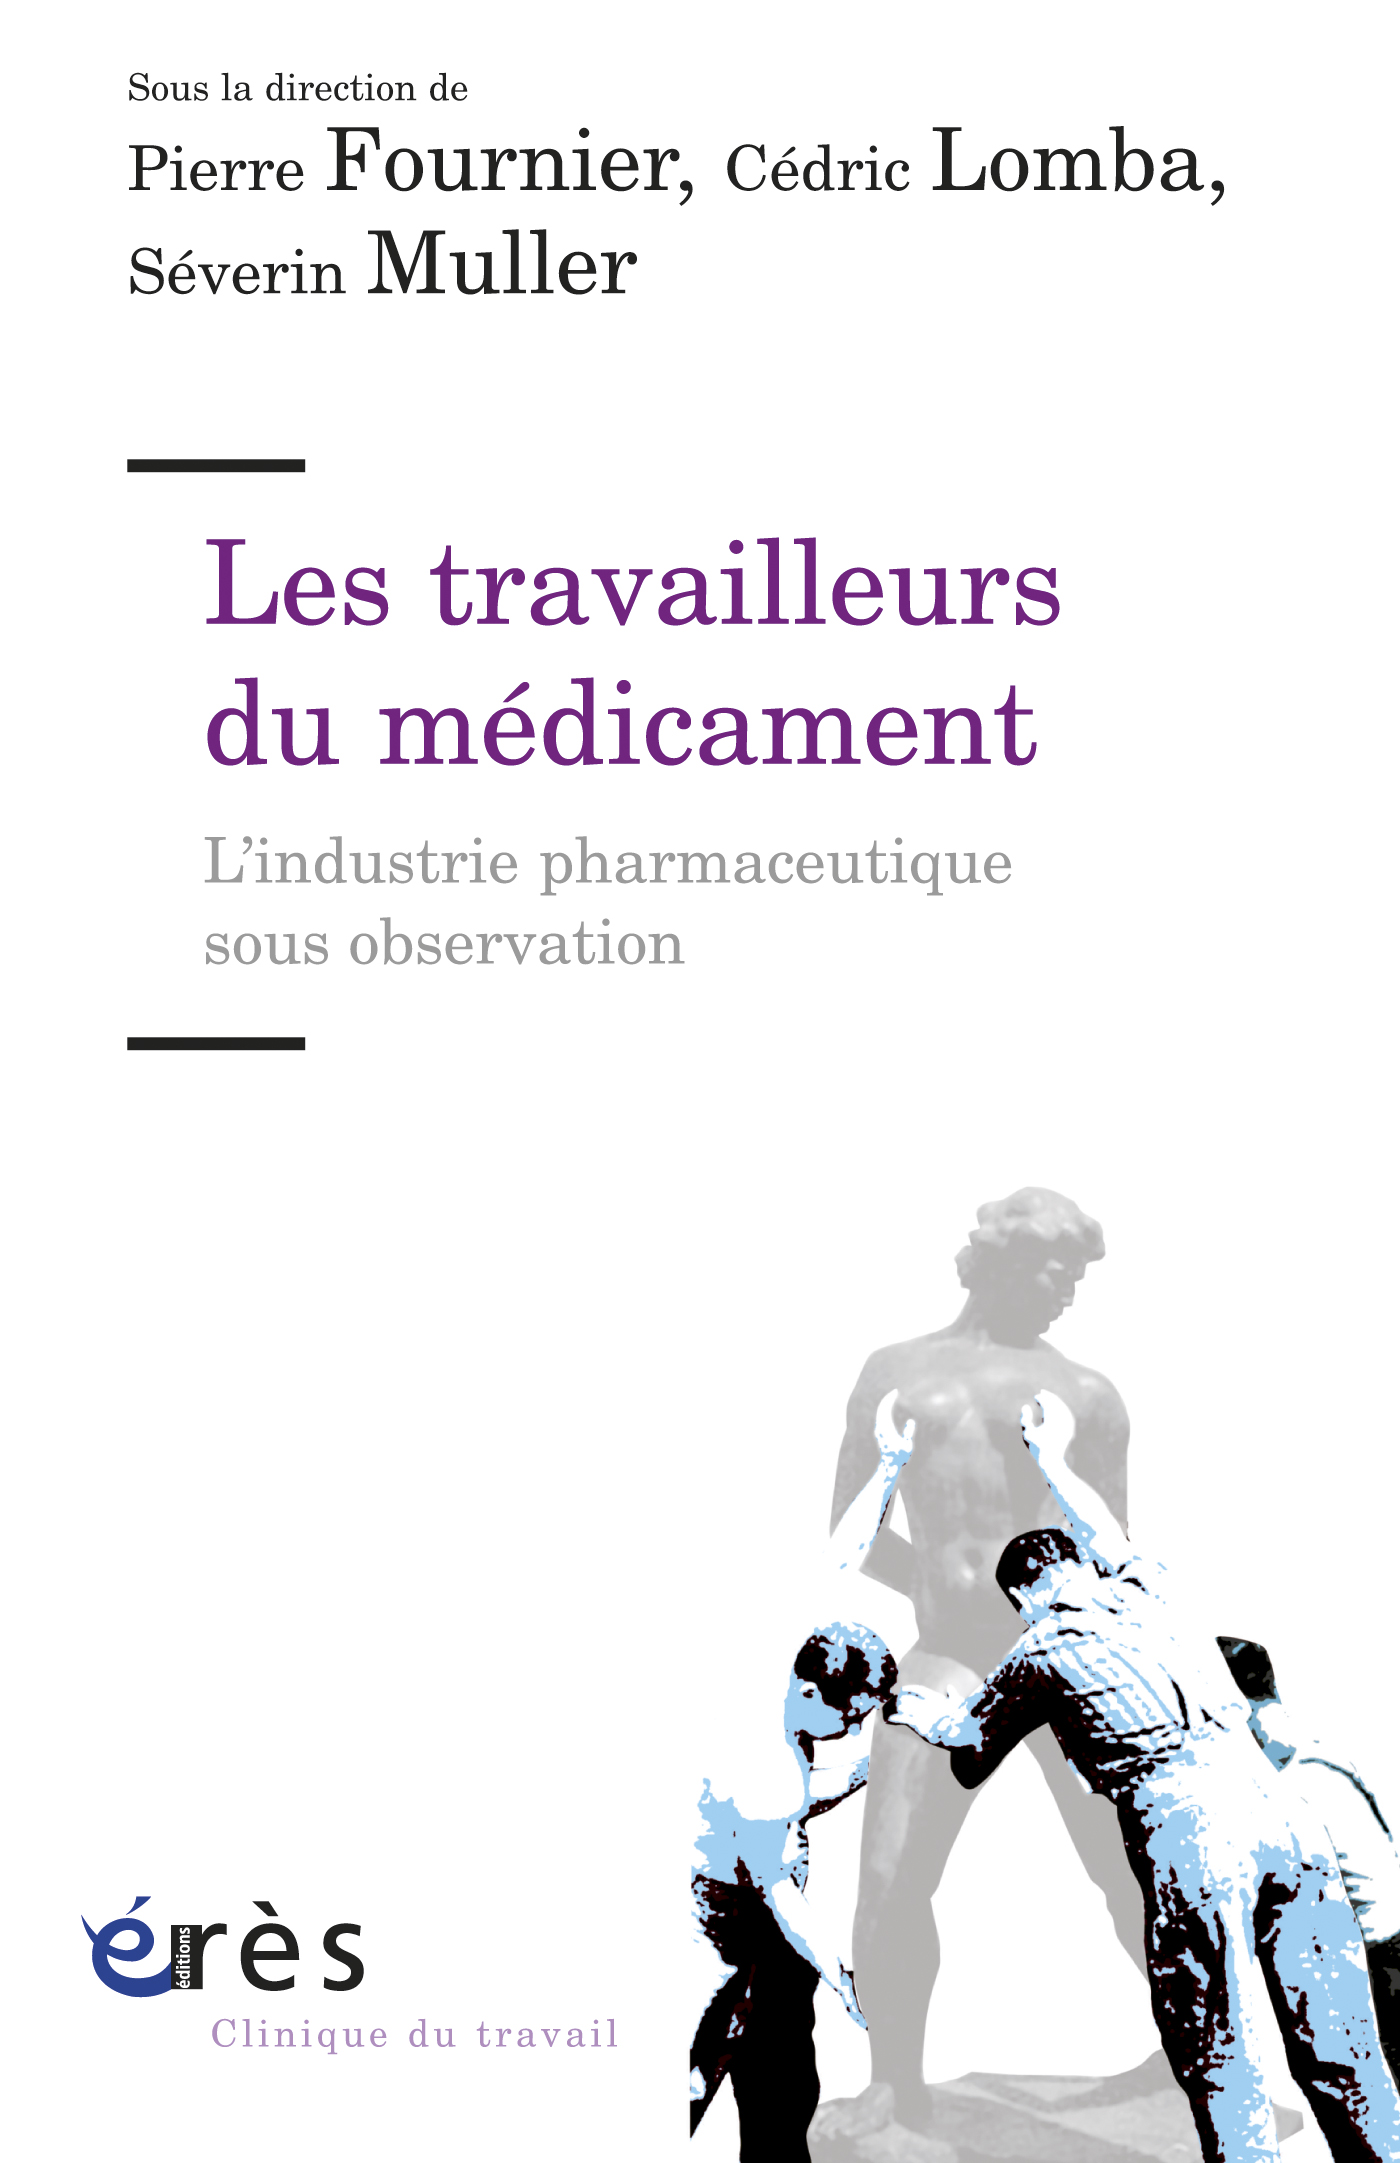 Sous la direction de
Pierre Fournier, Cédric Lomba,
Séverin Muller
Les travailleurs
du médicament
L’industrie pharmaceutique
sous observation
éditions
érès
Clinique du travail